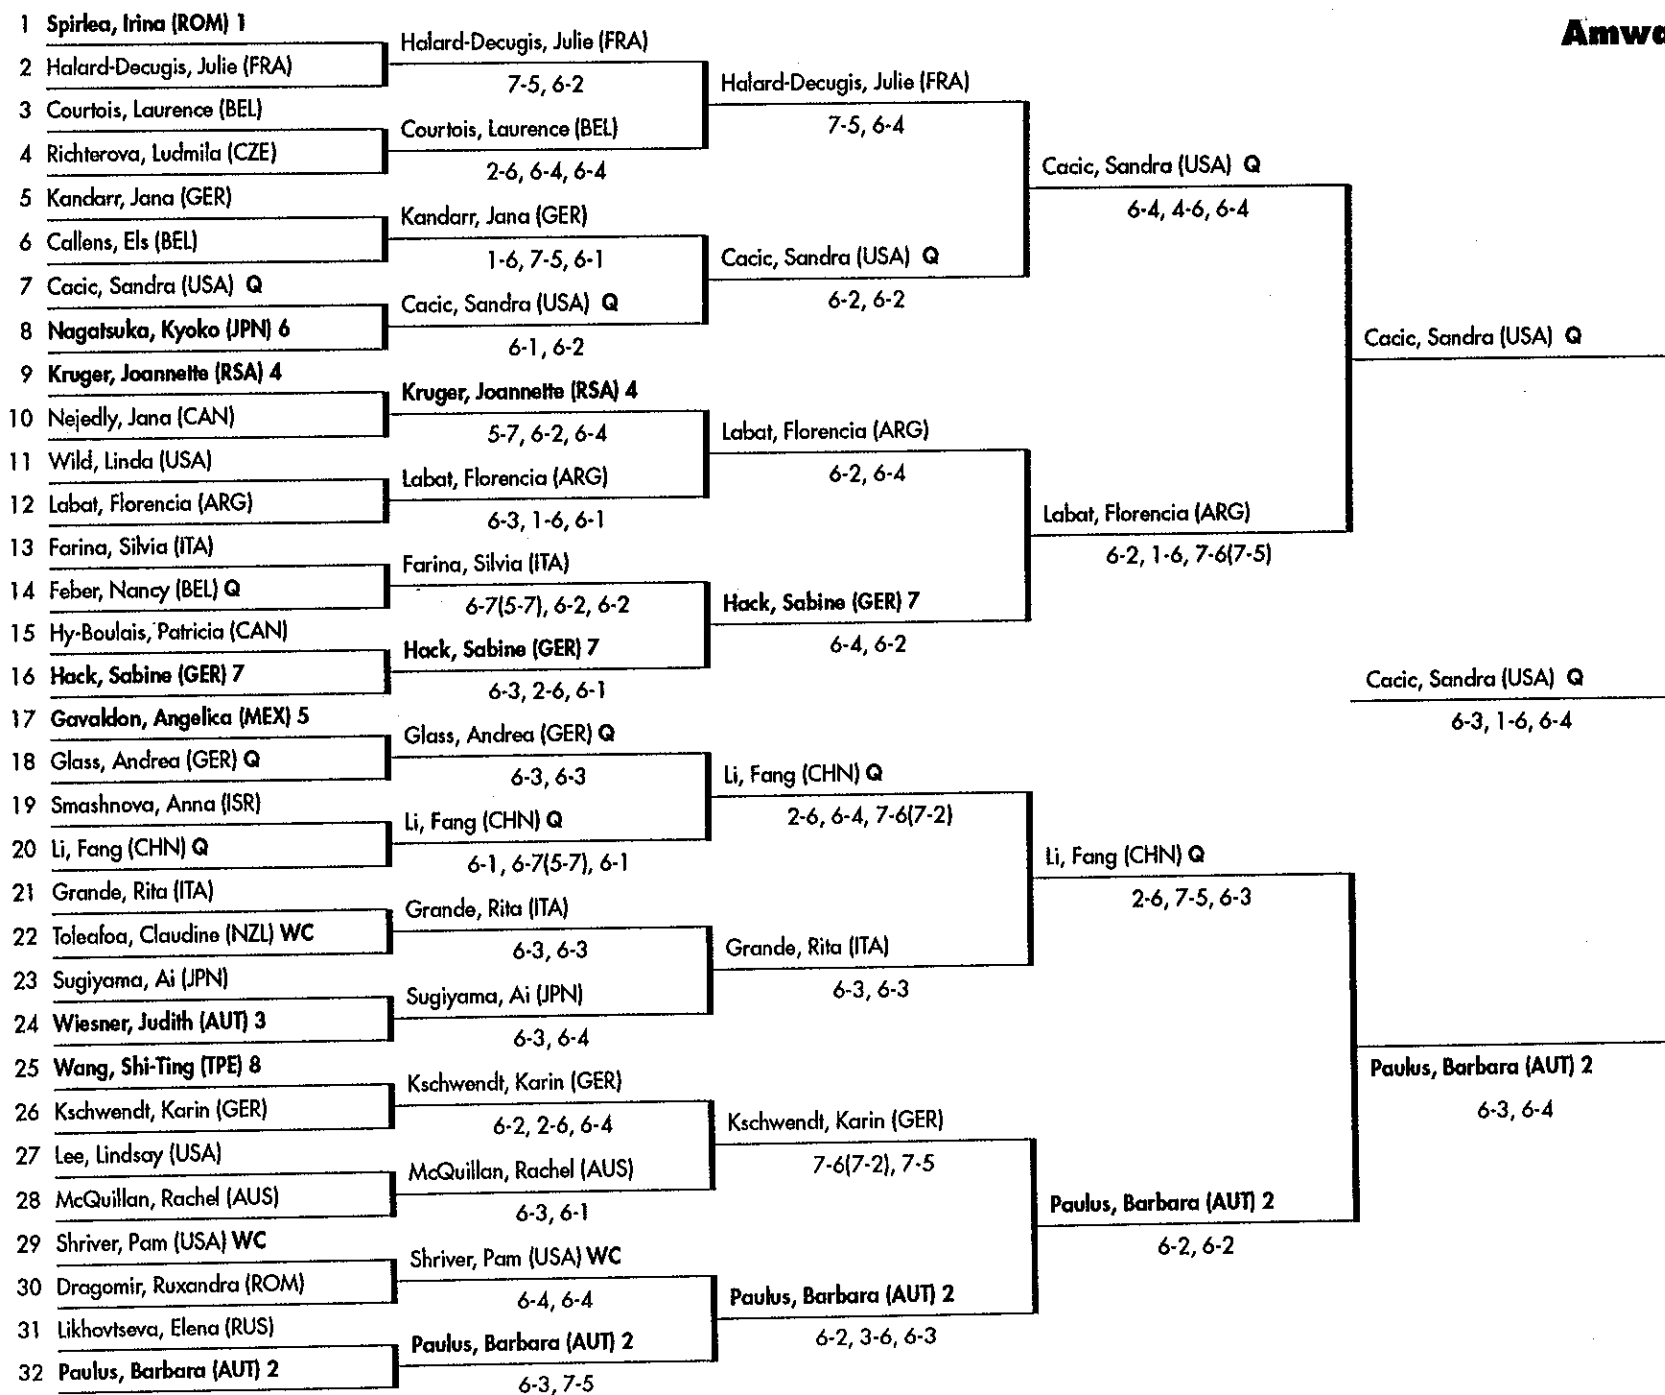 Amwa
1 Spirlea, Irina (ROM) 1
2 Halard-Decugis, Julie (FRA)
3 Courtois, Laurence (BEL)
4 Richterova, Ludmila (CZE)
5 Kandarr, Jana (GER)
6 Callens, Els (BEL)
7 Cacic, Sandra (USA) Q
8 Nagatsuka, Kyoko (JPN) 6
9 Kruger, Joannette (RSA) 4
10 Nejedly, Jana (CAN)
11 Wild, Linda (USA)
12 Labat, Florencia (ARG)
13 Farina, Silvia (ITA)
14 Feber, Nancy (BEL) Q
15 Hy-Boulais, Patricia (CAN)
16 Hack, Sabine (GER) 7
17 Gavaldon, Angelica (MEX) 5
18 Glass, Andrea (GER) Q
19 Smashnova, Anna (ISR)
20 Li, Fang (CHN) Q
21 Grande, Rita (ITA)
22 Toleafoa, Claudine (NZL) WC
23 Sugiyama, Ai (JPN)
24 Wiesner, Judith (AUT) 3
25 Wang, Shi-Ting (TPE) 8
26 Kschwendt, Karin (GER)
27 Lee, Lindsay (USA)
28 McQuillan, Rachel (AUS)
29 Shriver, Pam (USA) WC
30 Dragomir, Ruxandra (ROM)
31 Likhovtseva, Elena (RUS)
32 Paulus, Barbara (AUT) 2
Halard-Decugis, Julie (FRA)
7-5, 6-2
Courtois, Laurence (BEL)
2-6, 6-4, 6-4
Kandarr, Jana (GER)
1-6, 7-5, 6-1
Cacic, Sandra (USA) Q
6-1, 6-2
Kruger, Joannette (RSA) 4
5-7, 6-2, 6-4
Labat, Florencia (ARG)
6-3, 1-6, 6-1
Farina, Silvia (ITA)
6-7(5-7), 6-2, 6-2
Hack, Sabine (GER) 7
6-3, 2-6, 6-1
Glass, Andrea (GER) Q
6-3, 6-3
Li, Fang (CHN) Q
6-1, 6-7(5-7), 6-1
Grande, Rita (ITA)
6-3, 6-3
Sugiyama, Ai (JPN)
6-3, 6-4
Kschwendt, Karin (GER)
6-2, 2-6, 6-4
McQuillan, Rachel (AUS)
6-3, 6-1
Shriver, Pam (USA) WC
6-4, 6-4
Paulus, Barbara (AUT) 2
6-3, 7-5
Halard-Decugis, Julie (FRA)
7-5, 6-4
Cacic, Sandra (USA) Q
6-2, 6-2
Labat, Florencia (ARG)
6-2, 6-4
Hack, Sabine (GER) 7
6-4, 6-2
Li, Fang (CHN) Q
2-6, 6-4, 7-6(7-2)
Grande, Rita (ITA)
6-3, 6-3
Kschwendt, Karin (GER)
7-6(7-2), 7-5
Paulus, Barbara (AUT) 2
6-2, 3-6, 6-3
Cacic, Sandra (USA) Q
6-4, 4-6, 6-4
Labat, Florencia (ARG)
6-2, 1-6, 7-6(7-5)
Li, Fang (CHN) Q
2-6, 7-5, 6-3
Paulus, Barbara (AUT) 2
6-2, 6-2
Cacic, Sandra (USA) Q
Cacic, Sandra (USA) Q
6-3, 1-6, 6-4
Paulus, Barbara (AUT) 2
6-3, 6-4